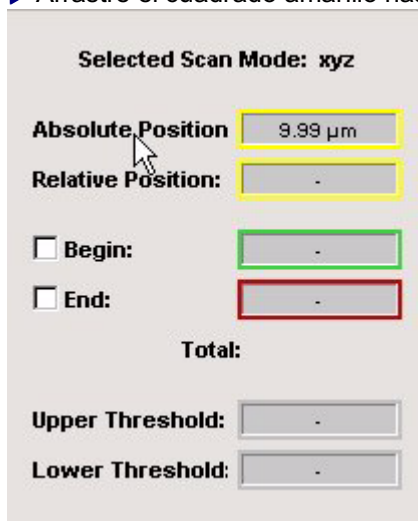 Selected Scan Mode: xyz
Absolute Position 9.99 µm
Relative Position: -
Begin: -
End: -
Total:
Upper Threshold: -
Lower Threshold: -